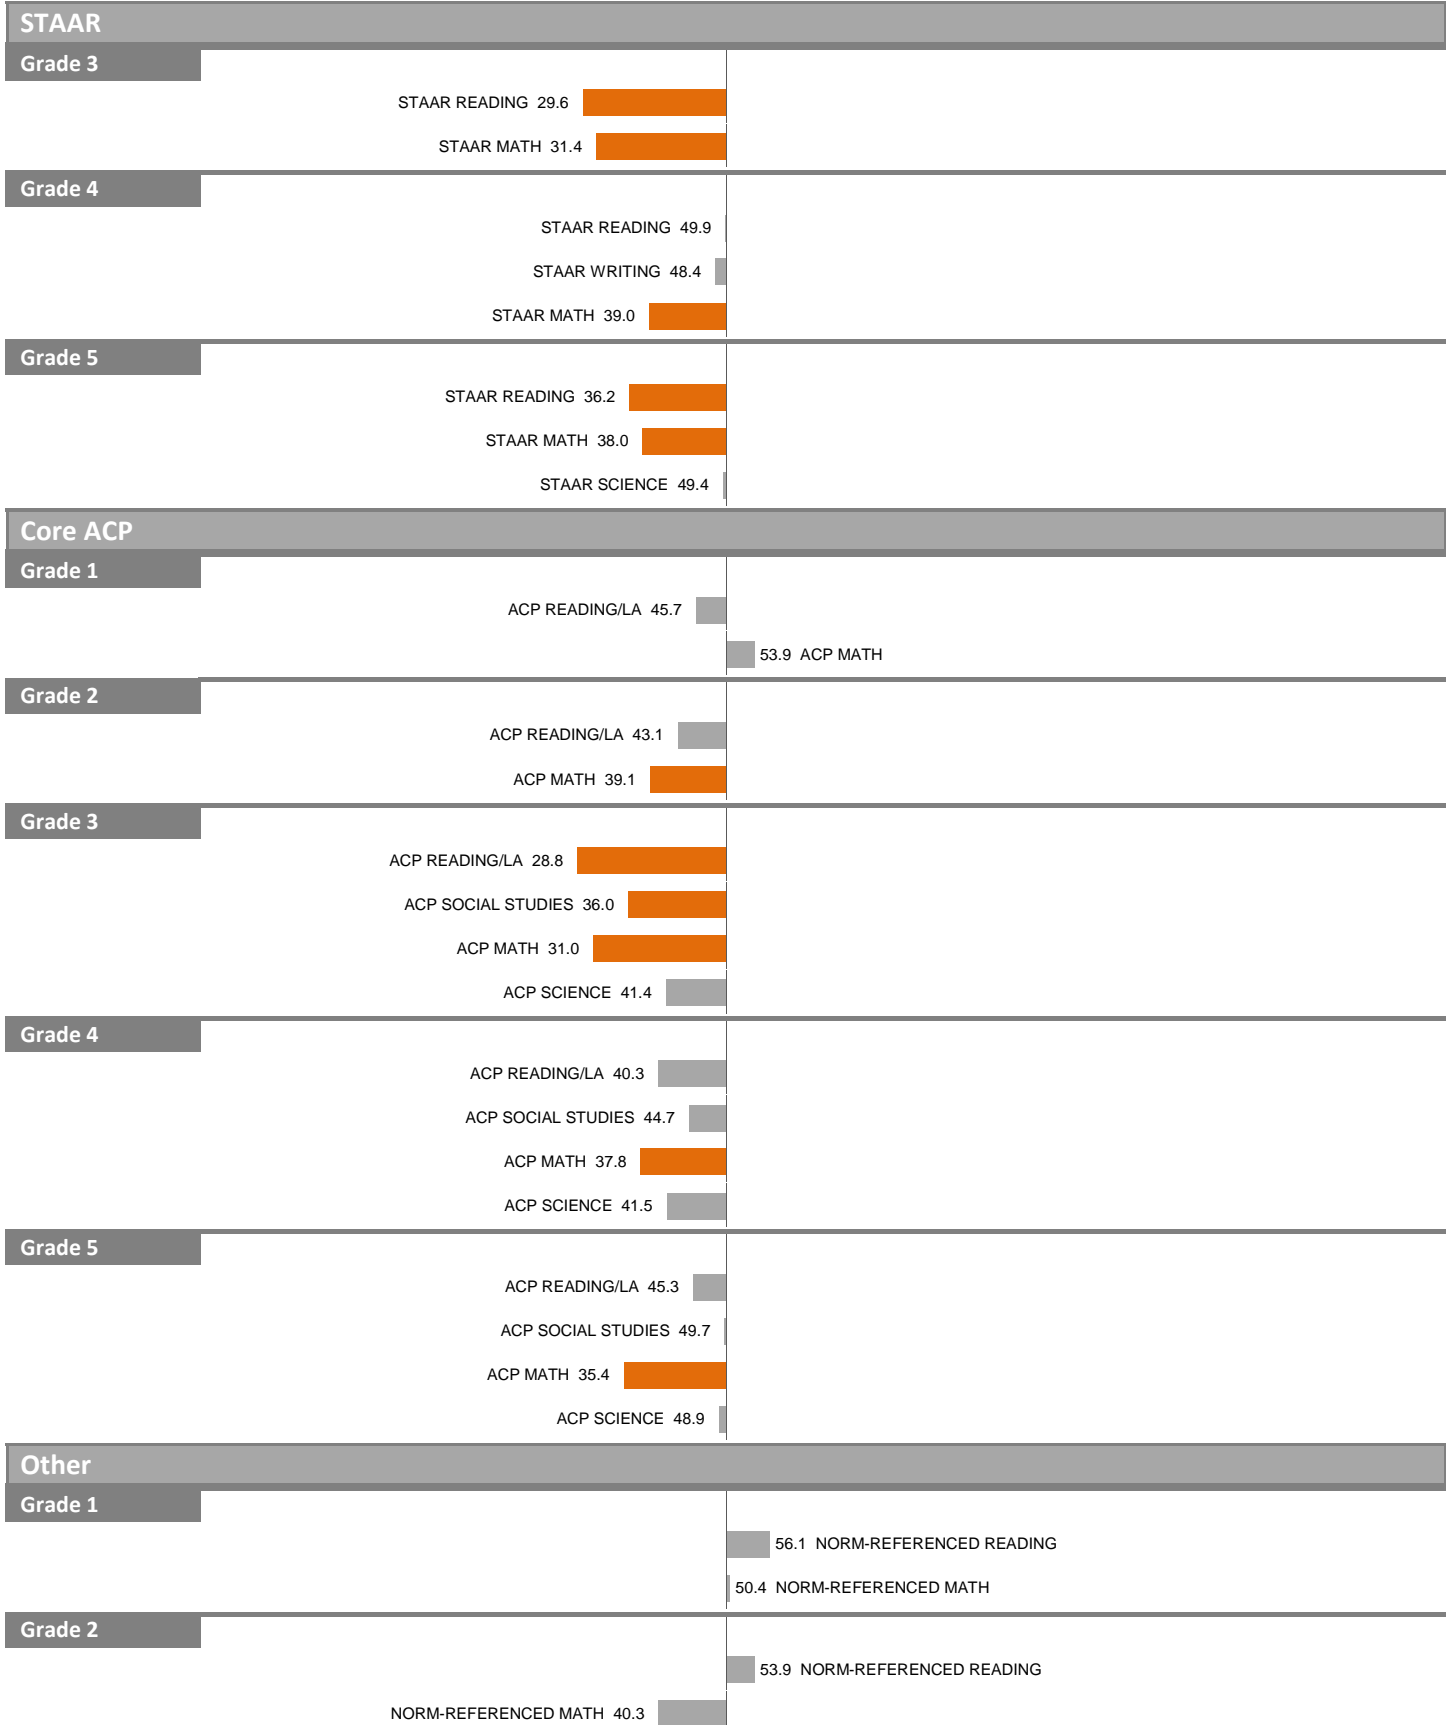 STAAR
Grade 3
STAAR READING 29.6
STAAR MATH 31.4
Grade 4
STAAR READING 49.9
STAAR WRITING 48.4
STAAR MATH 39.0
Grade 5
STAAR READING 36.2
STAAR MATH 38.0
STAAR SCIENCE 49.4
Core ACP
Grade 1
ACP READING/LA 45.7
53.9 ACP MATH
Grade 2
ACP READING/LA 43.1
ACP MATH 39.1
Grade 3
ACP READING/LA 28.8
ACP SOCIAL STUDIES 36.0
ACP MATH 31.0
ACP SCIENCE 41.4
Grade 4
ACP READING/LA 40.3
ACP SOCIAL STUDIES 44.7
ACP MATH 37.8
ACP SCIENCE 41.5
Grade 5
ACP READING/LA 45.3
ACP SOCIAL STUDIES 49.7
ACP MATH 35.4
ACP SCIENCE 48.9
Other
Grade 1
56.1 NORM-REFERENCED READING
50.4 NORM-REFERENCED MATH
Grade 2
53.9 NORM-REFERENCED READING
NORM-REFERENCED MATH 40.3